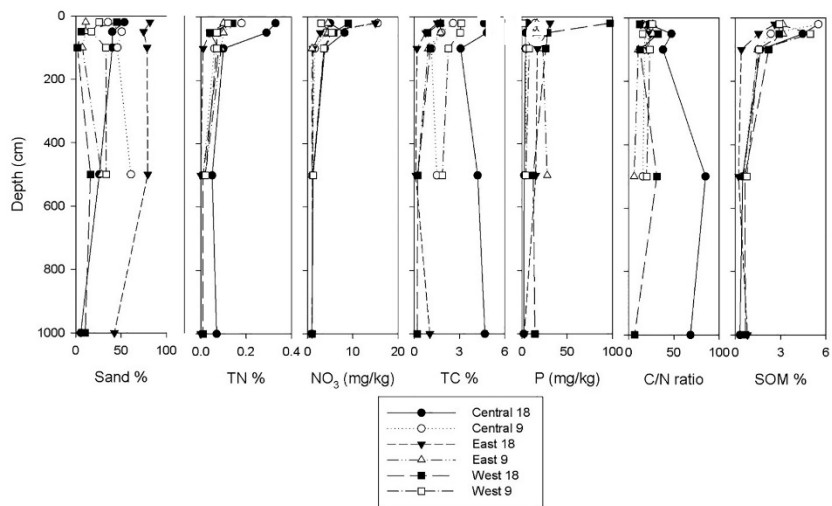 Depth (cm)
0
200
400
600
800
1000
0 50 100
0.0 0.2 0.4
0 10 20
0 3 6
0 50 100
0 50 100
0 3 6
Sand % TN % NO3 (mg/kg) TC % P (mg/kg) C/N ratio SOM %
Central 18
Central 9
East 18
East 9
West 18
West 9